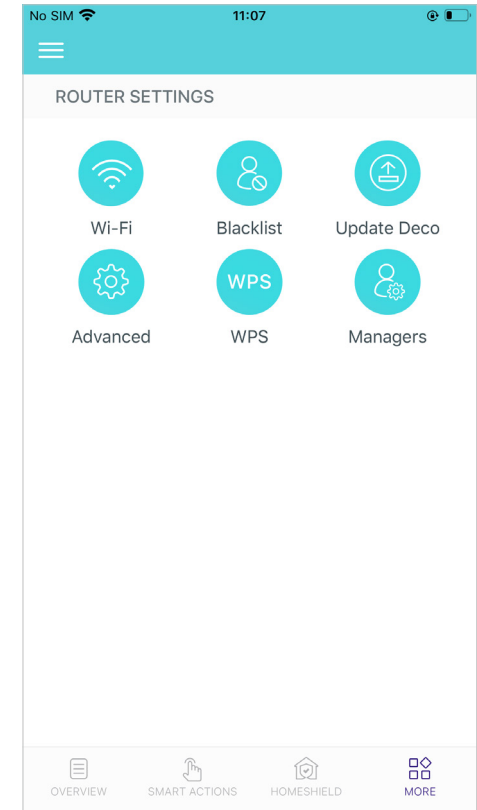 No SIM 11:07
ROUTER SETTINGS
Wi-Fi Blacklist Update Deco
WPS
Advanced WPS Managers
OVERVIEW SMART ACTIONS HOMESHIELD MORE